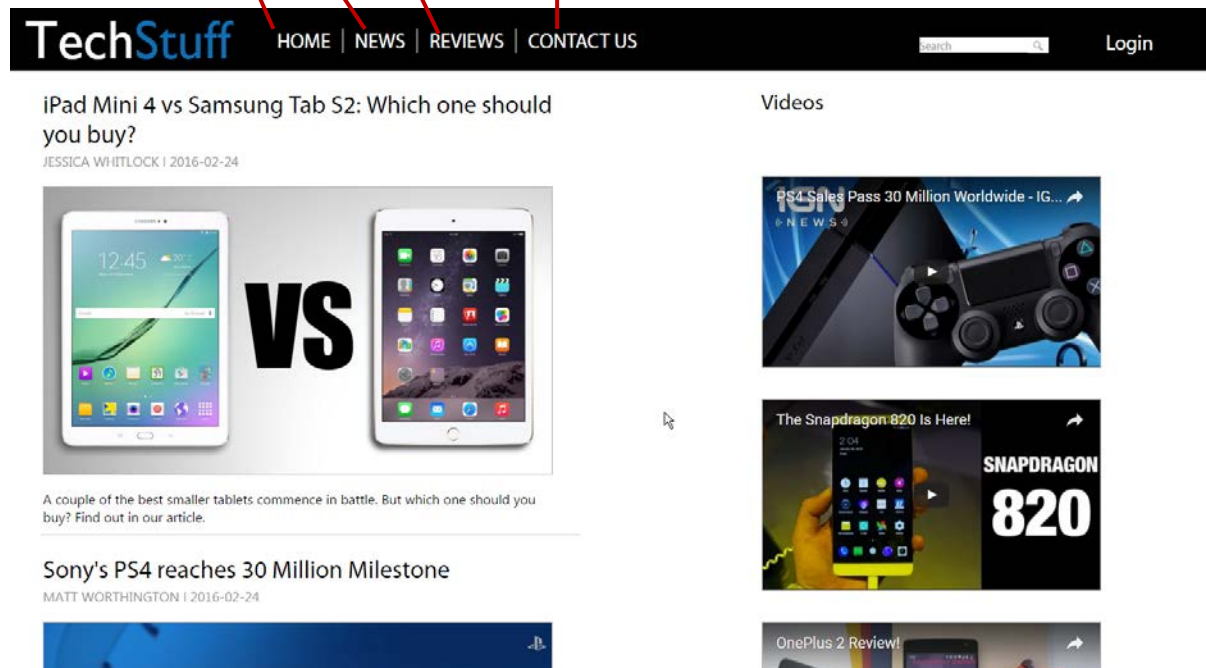 TechStuff HOME | NEWS | REVIEWS | CONTACT US Search Login
iPad Mini 4 vs Samsung Tab S2: Which one should
you buy?
JESSICA WHITLOCK | 2016-02-24
SAMSUNG
12:45
20°
VS
A couple of the best smaller tablets commence in battle. But which one should you
buy? Find out in our article.
Sony's PS4 reaches 30 Million Milestone
MATT WORTHINGTON | 2016-02-24
Videos
PS4 Sales Pass 30 Million Worldwide - IG...
IGN
NEWS
The Snapdragon 820 Is Here!
2 04
SNAPDRAGON
820
OnePlus 2 Review!